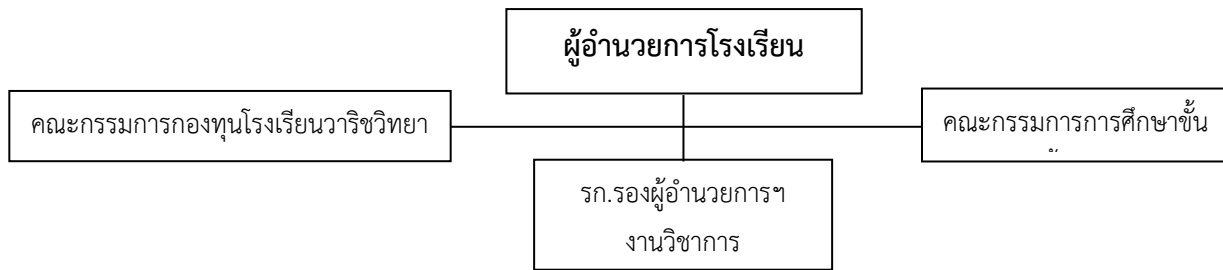 ผู้อำนวยการโรงเรียน
คณะกรรมการกองทุนโรงเรียนวาริชวิทยา
คณะกรรมการการศึกษาขั้น
รก.รองผู้อำนวยการฯ
งานวิชาการ